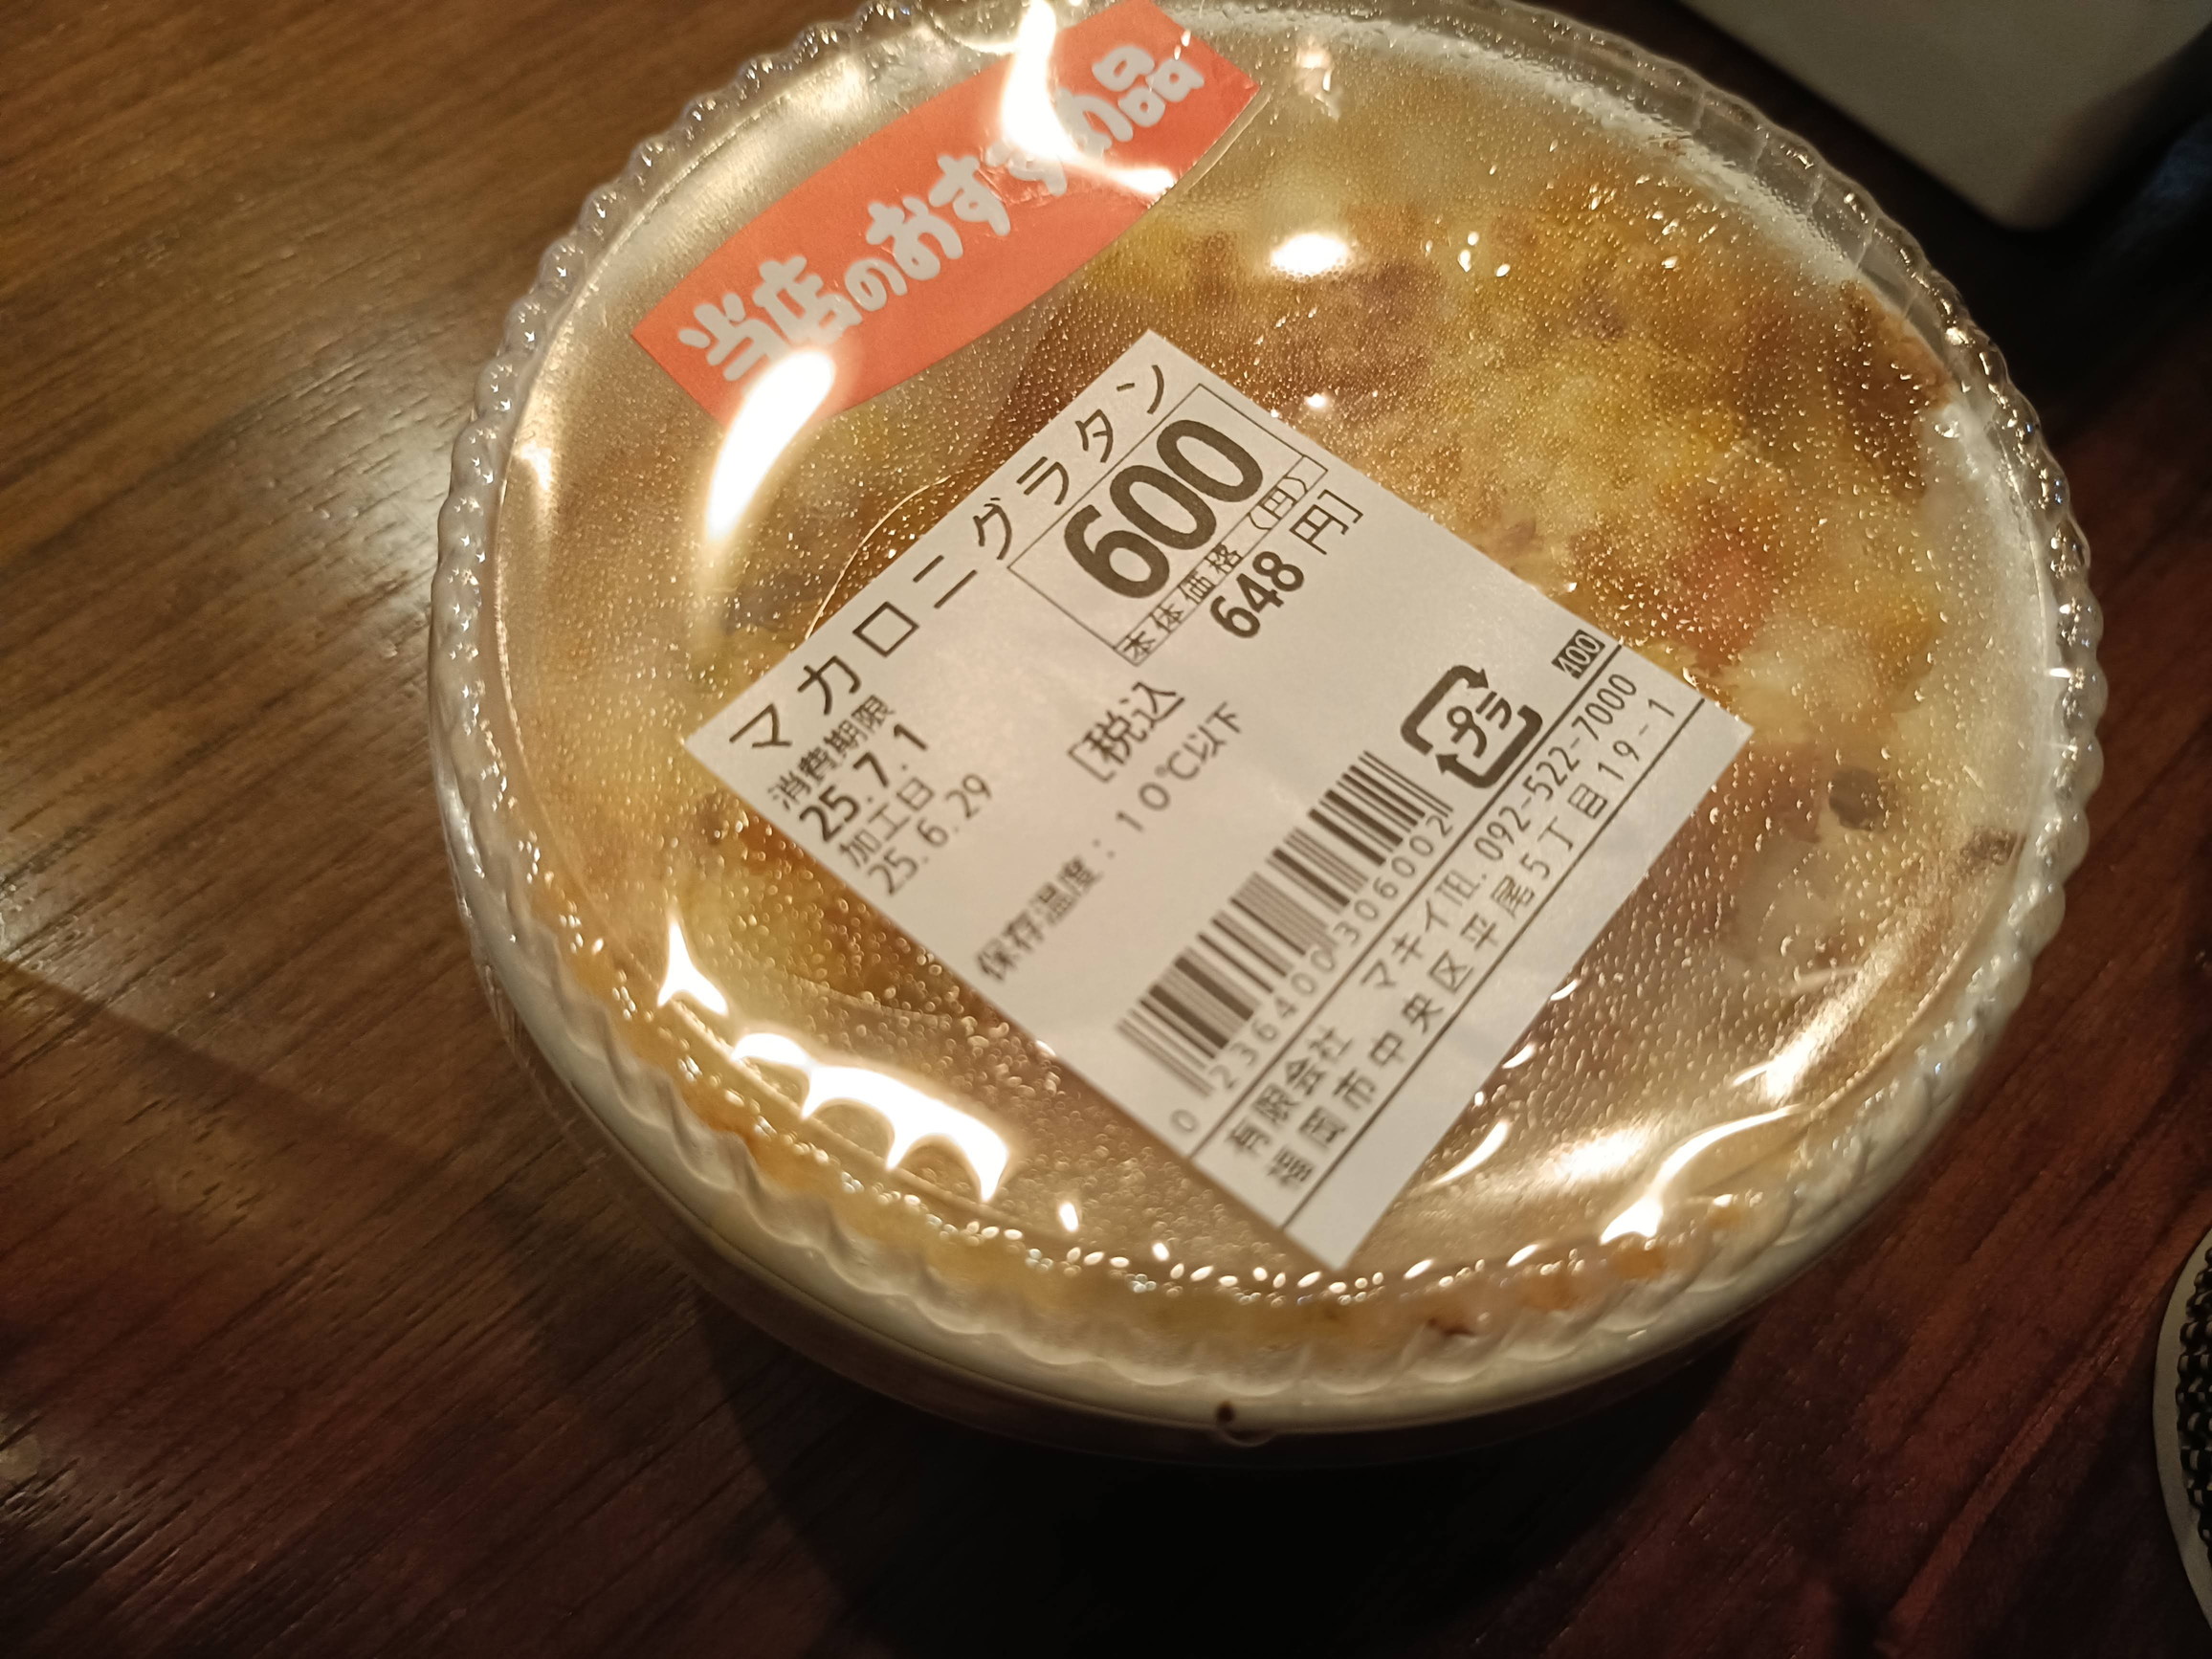 当店のおすすめ品
マカロニグラタン
消費期限
25.7.1
加工日
25.6.29
600
本体価格(円)
[税込 648円]
保存温度:10℃以下
プラ
400
0236400306002
有限会社 マキイ TEL.092-522-7000
福岡市中央区平尾5丁目19-1